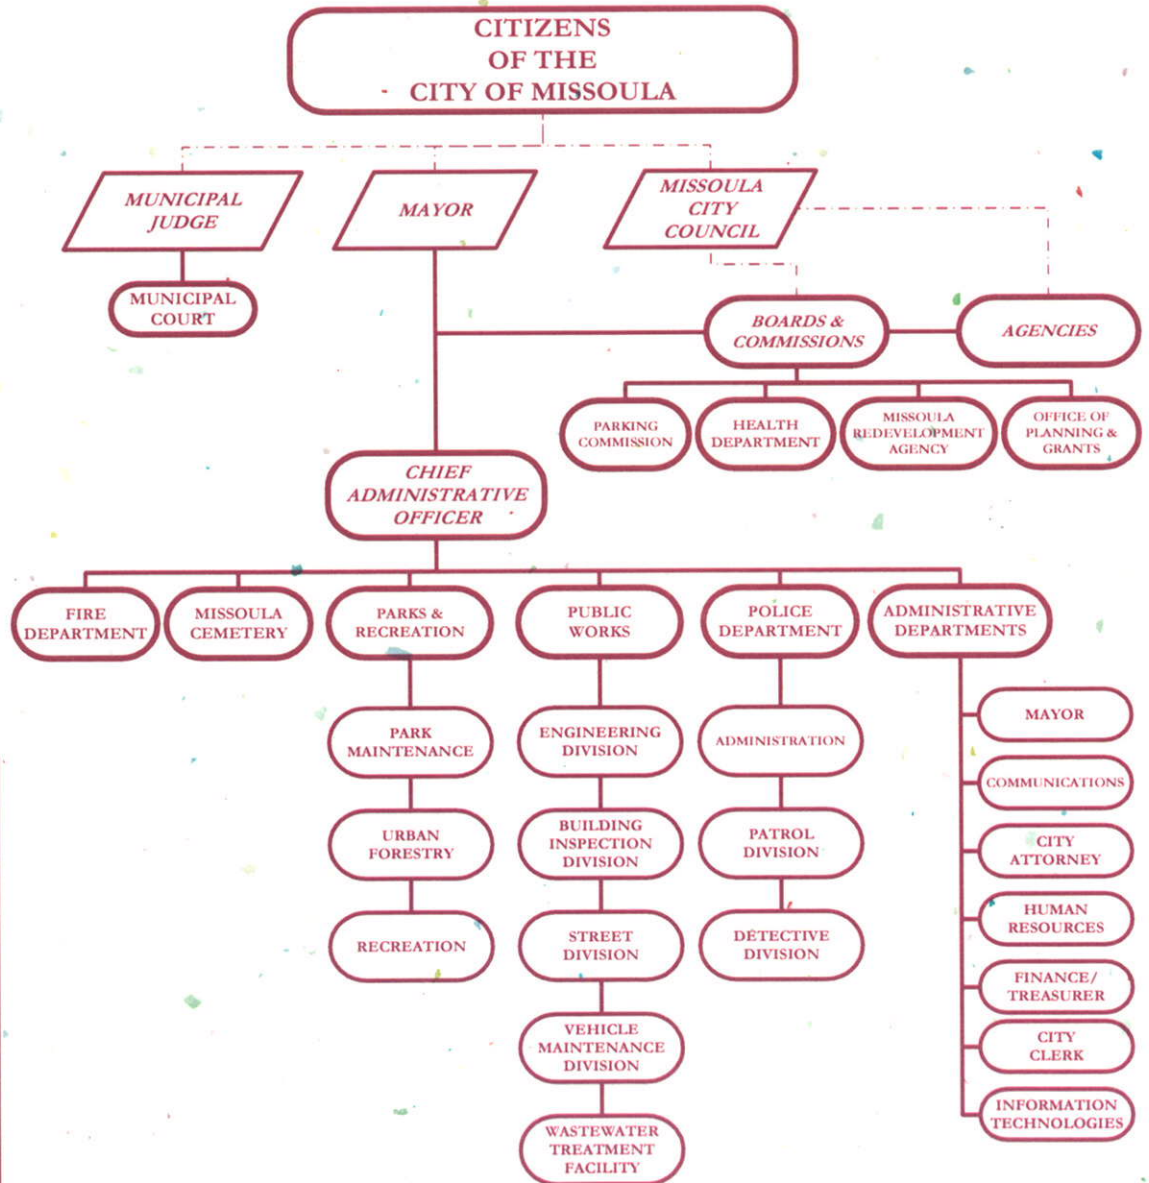 CITIZENS
OF THE
CITY OF MISSOULA
MUNICIPAL
JUDGE
MAYOR
MISSOULA
CITY
COUNCIL
MUNICIPAL
COURT
BOARDS &
COMMISSIONS
AGENCIES
PARKING
COMMISSION
HEALTH
DEPARTMENT
MISSOULA
REDEVELOPMENT
AGENCY
OFFICE OF
PLANNING &
GRANTS
CHIEF
ADMINISTRATIVE
OFFICER
FIRE
DEPARTMENT
MISSOULA
CEMETERY
PARKS &
RECREATION
PUBLIC
WORKS
POLICE
DEPARTMENT
ADMINISTRATIVE
DEPARTMENTS
PARK
MAINTENANCE
URBAN
FORESTRY
RECREATION
ENGINEERING
DIVISION
BUILDING
INSPECTION
DIVISION
STREET
DIVISION
VEHICLE
MAINTENANCE
DIVISION
WASTEWATER
TREATMENT
FACILITY
ADMINISTRATION
PATROL
DIVISION
DETECTIVE
DIVISION
MAYOR
COMMUNICATIONS
CITY
ATTORNEY
HUMAN
RESOURCES
FINANCE/
TREASURER
CITY
CLERK
INFORMATION
TECHNOLOGIES